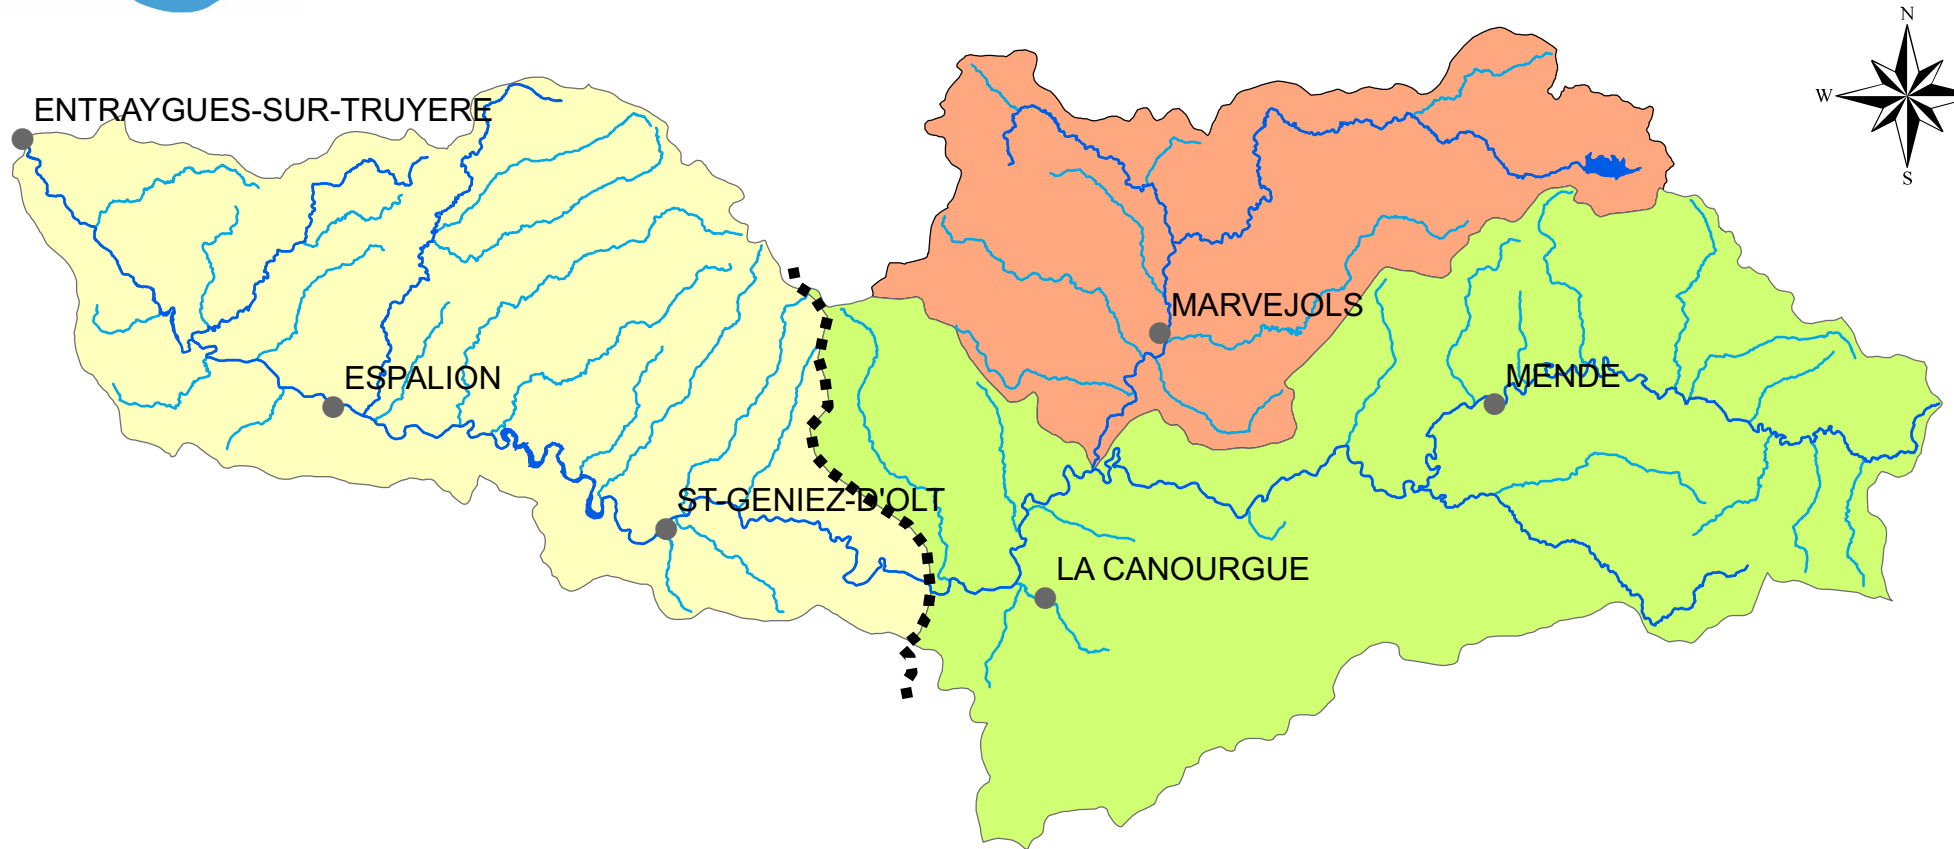 N
ENTRAYGUES-SUR-TRUYERE
W
S
MARVEJOLS
ESPALION
MENDE
ST-GENIEZ-D'OLT
LA CANOURGUE